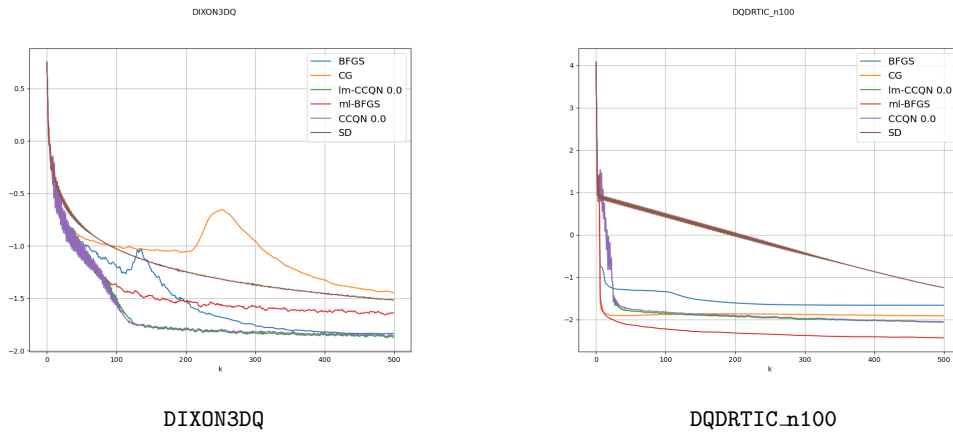 DIXON3DQ
0.5
0.0
−0.5
−1.0
−1.5
−2.0
0
100
200
300
400
500
k
BFGS
CG
lm-CCQN 0.0
ml-BFGS
CCQN 0.0
SD
DIXON3DQ
DQDRTIC_n100
4
3
2
1
0
−1
−2
0
100
200
300
400
500
k
BFGS
CG
lm-CCQN 0.0
ml-BFGS
CCQN 0.0
SD
DQDRTIC_n100